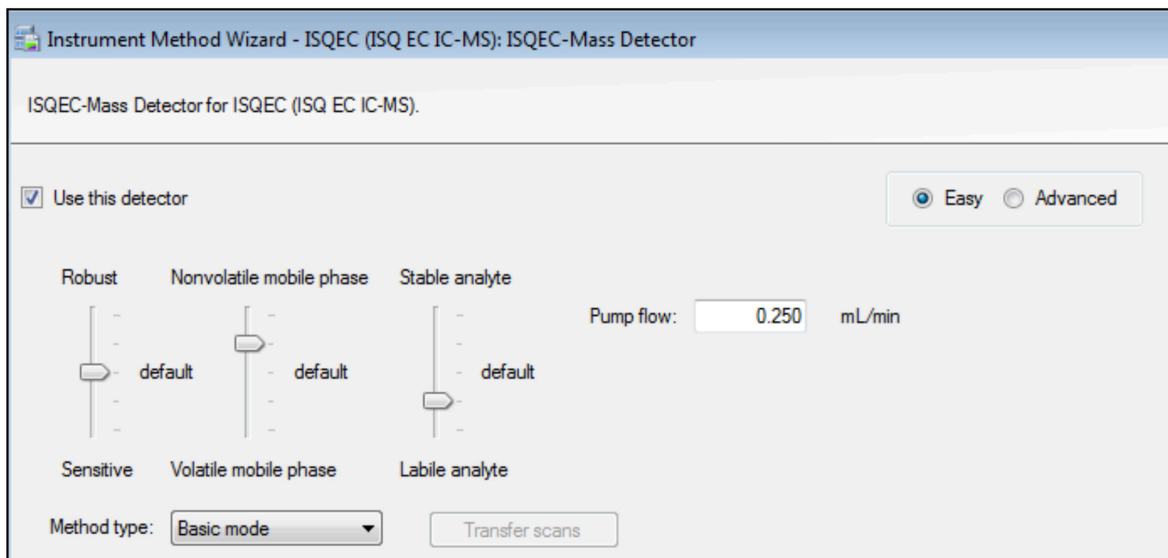 Instrument Method Wizard - ISQEC (ISQ EC IC-MS): ISQEC-Mass Detector
ISQEC-Mass Detector for ISQEC (ISQ EC IC-MS).
Use this detector
Easy Advanced
Robust Nonvolatile mobile phase Stable analyte
Pump flow: 0.250 mL/min
default default default
Sensitive Volatile mobile phase Labile analyte
Method type: Basic mode Transfer scans